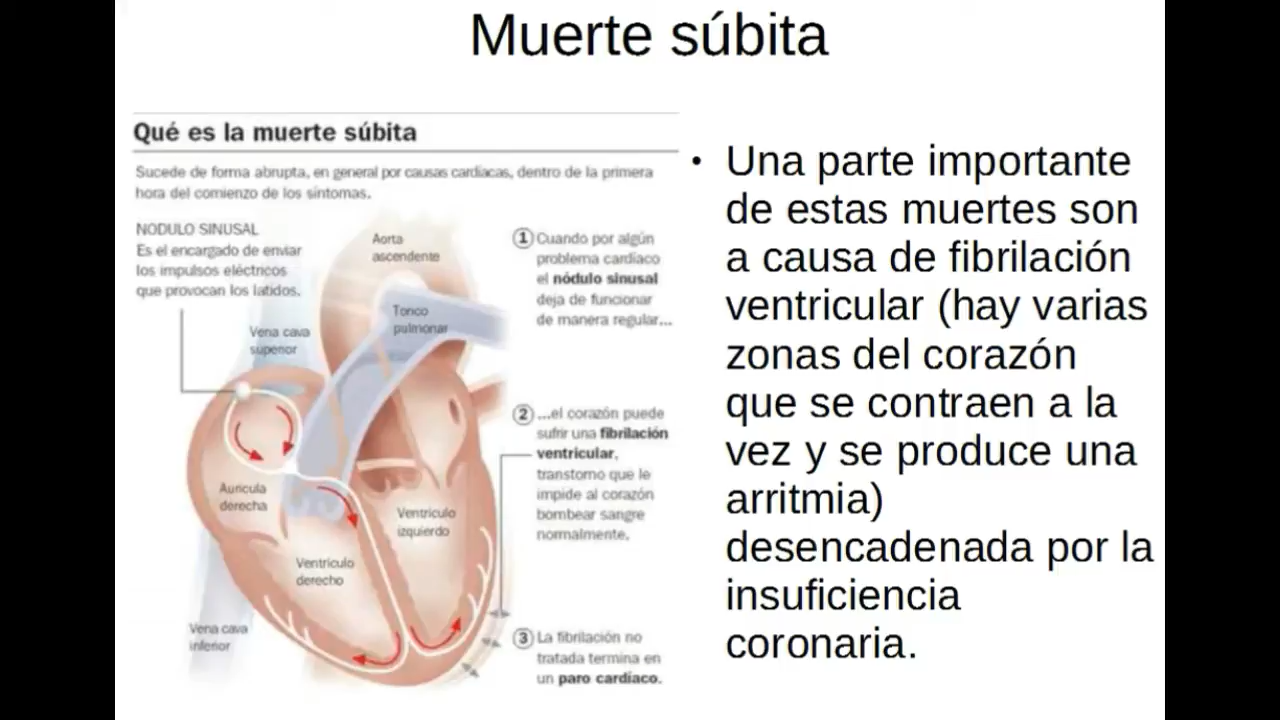 Muerte súbita
Qué es la muerte súbita
Sucede de forma abrupta, en general por causas cardíacas, dentro de la primera
hora del comienzo de los síntomas.
NODULO SINUSAL
Es el encargado de enviar
los impulsos eléctricos
que provocan los latidos.
Aorta
ascendente
Tonco
pulmonar
Vena cava
superior
Aurícula
derecha
Ventrículo
izquierdo
Ventrículo
derecho
Vena cava
inferior
1 Cuando por algún
problema cardíaco
el nódulo sinusal
deja de funcionar
de manera regular...
2 ...el corazón puede
sufrir una fibrilación
ventricular,
transtorno que le
impide al corazón
bombear sangre
normalmente.
3 La fibrilación no
tratada termina en
un paro cardíaco.
• Una parte importante
de estas muertes son
a causa de fibrilación
ventricular (hay varias
zonas del corazón
que se contraen a la
vez y se produce una
arritmia)
desencadenada por la
insuficiencia
coronaria.